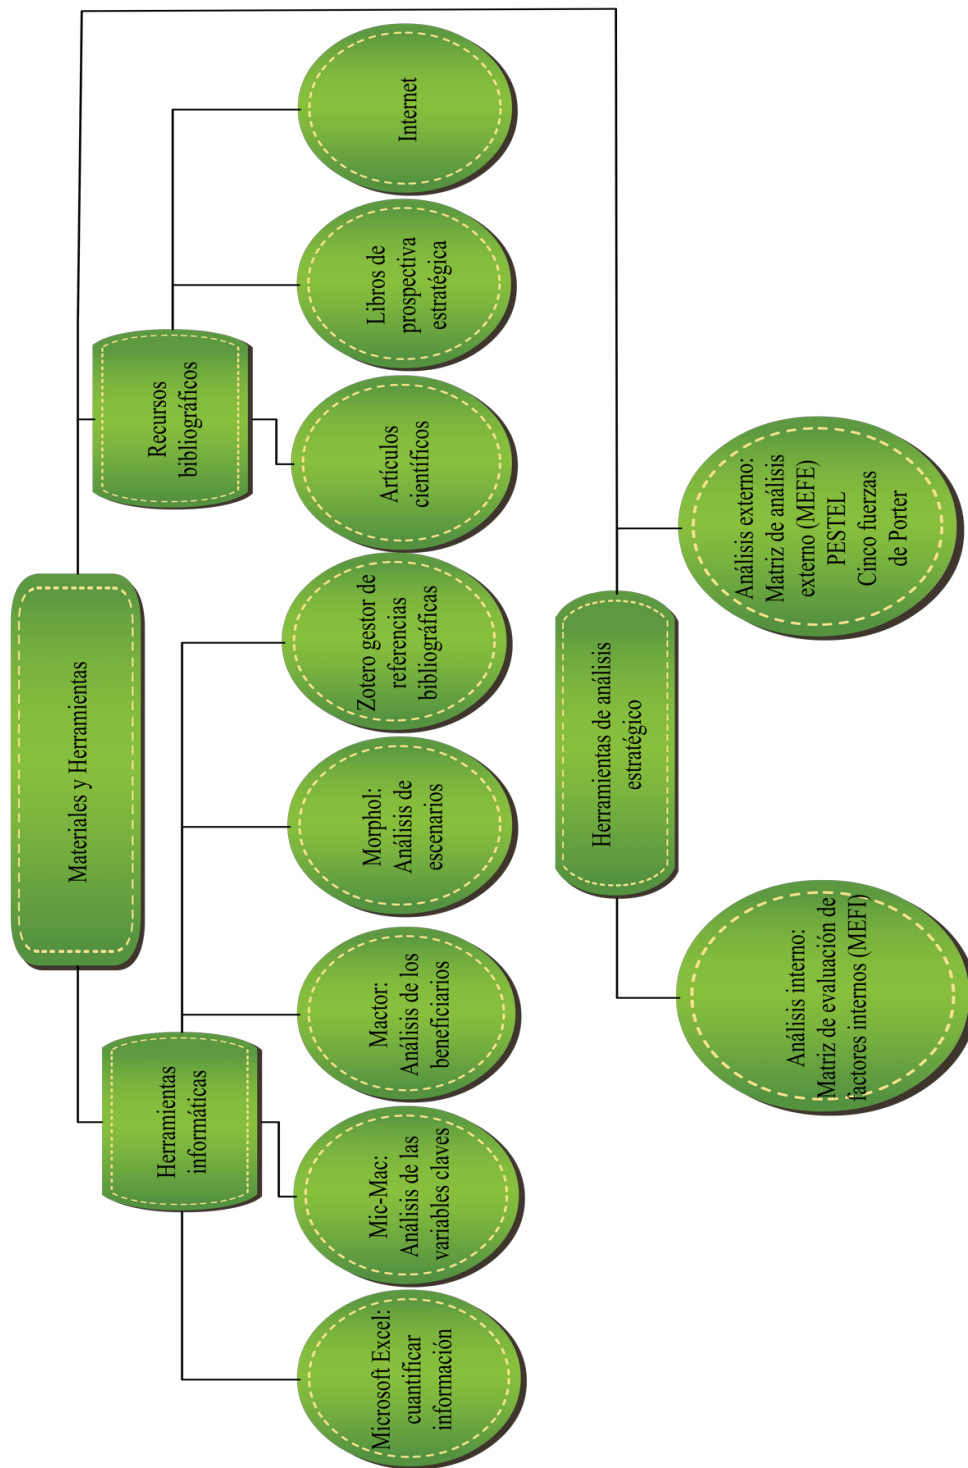 Materiales y Herramientas
Herramientas
informáticas
Recursos
bibliográficos
Microsoft Excel:
cuantificar
información
Mic-Mac:
Análisis de las
variables claves
Mactor:
Análisis de los
beneficiarios
Morphol:
Análisis de
escenarios
Zotero gestor de
referencias
bibliográficas
Artículos
científicos
Libros de
prospectiva
estratégica
Internet
Herramientas de análisis
estratégico
Análisis interno:
Matriz de evaluación de
factores internos (MEFI)
Análisis externo:
Matriz de análisis
externo (MEFE)
PESTEL
Cinco fuerzas
de Porter